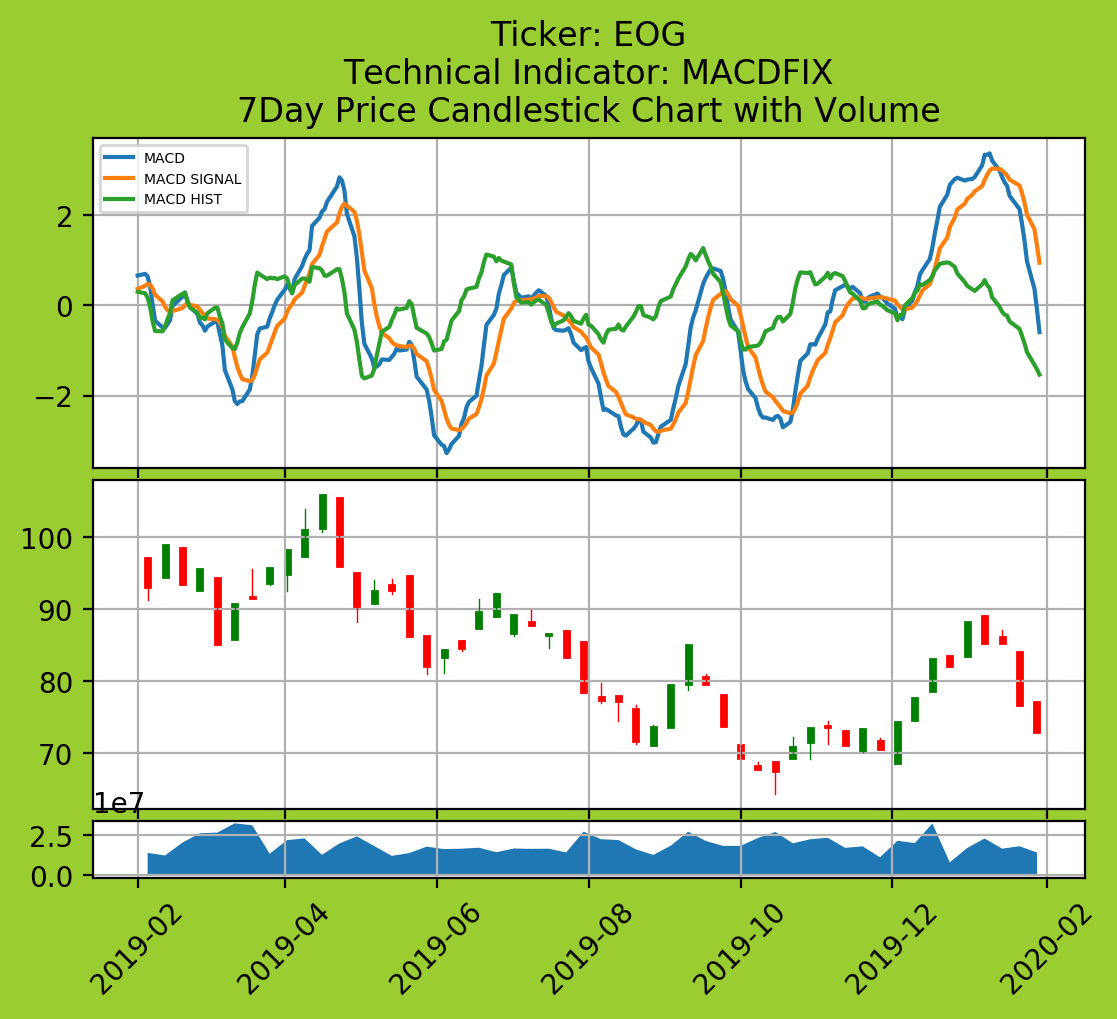 Ticker: EOG
Technical Indicator: MACDFIX
7Day Price Candlestick Chart with Volume
MACD
MACD SIGNAL
MACD HIST
2
0
−2
100
90
80
70
1e7
2.5
0.0
2019-02
2019-04
2019-06
2019-08
2019-10
2019-12
2020-02